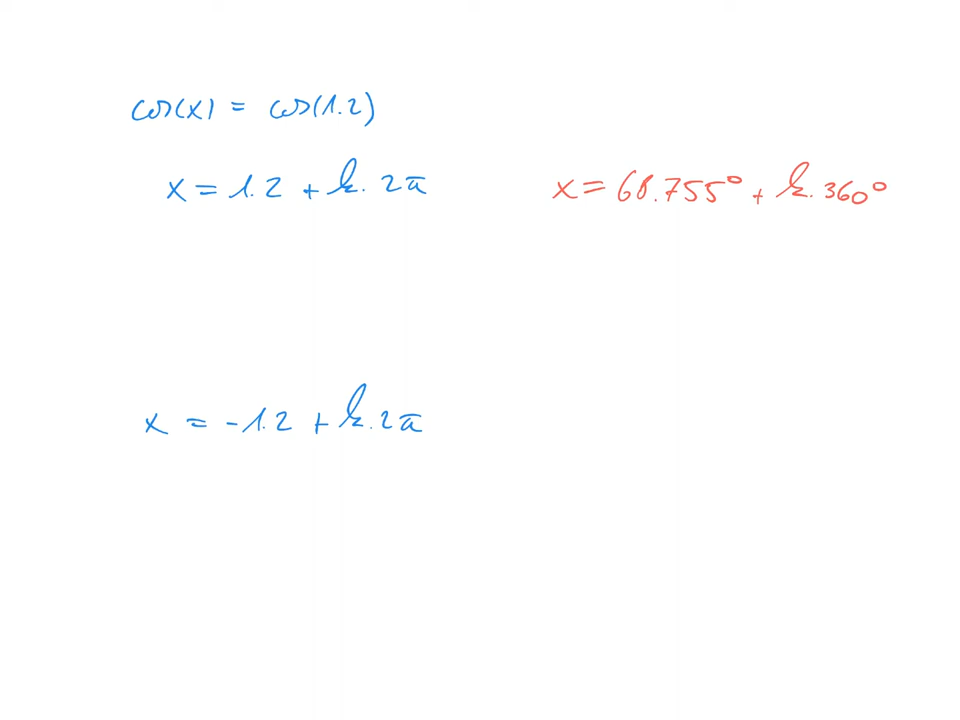 cos(x) = cos(1.2)
x = 1.2 + k. 2π
x = 68.755° + k. 360°
x = -1.2 + k. 2π